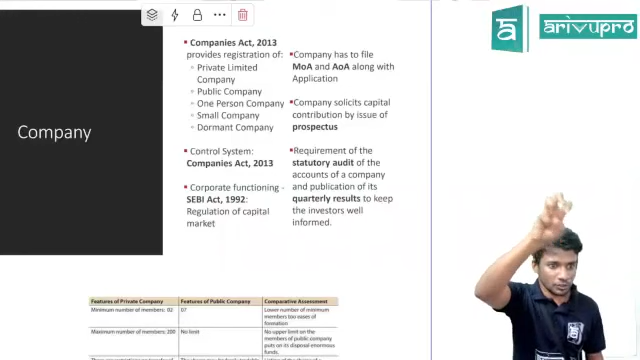 arivupro
Companies Act, 2013
provides registration of:
Private Limited
Company
Public Company
One Person Company
Small Company
Dormant Company
Control System:
Companies Act, 2013
Corporate functioning -
SEBI Act, 1992:
Regulation of capital
market
Company has to file
MoA and AoA along with
Application
Company solicits capital
contribution by issue of
prospectus
Requirement of the
statutory audit of the
accounts of a company
and publication of its
quarterly results to keep
the investors well
informed.
Company
Features of Private Company Features of Public Company Comparative Assessment
Minimum number of members: 02 07 Lower number of minimum
members too eases of
formation
Maximum number of members: 200 No limit No upper limit on the
members of public company
puts on its disposal enormous
funds.